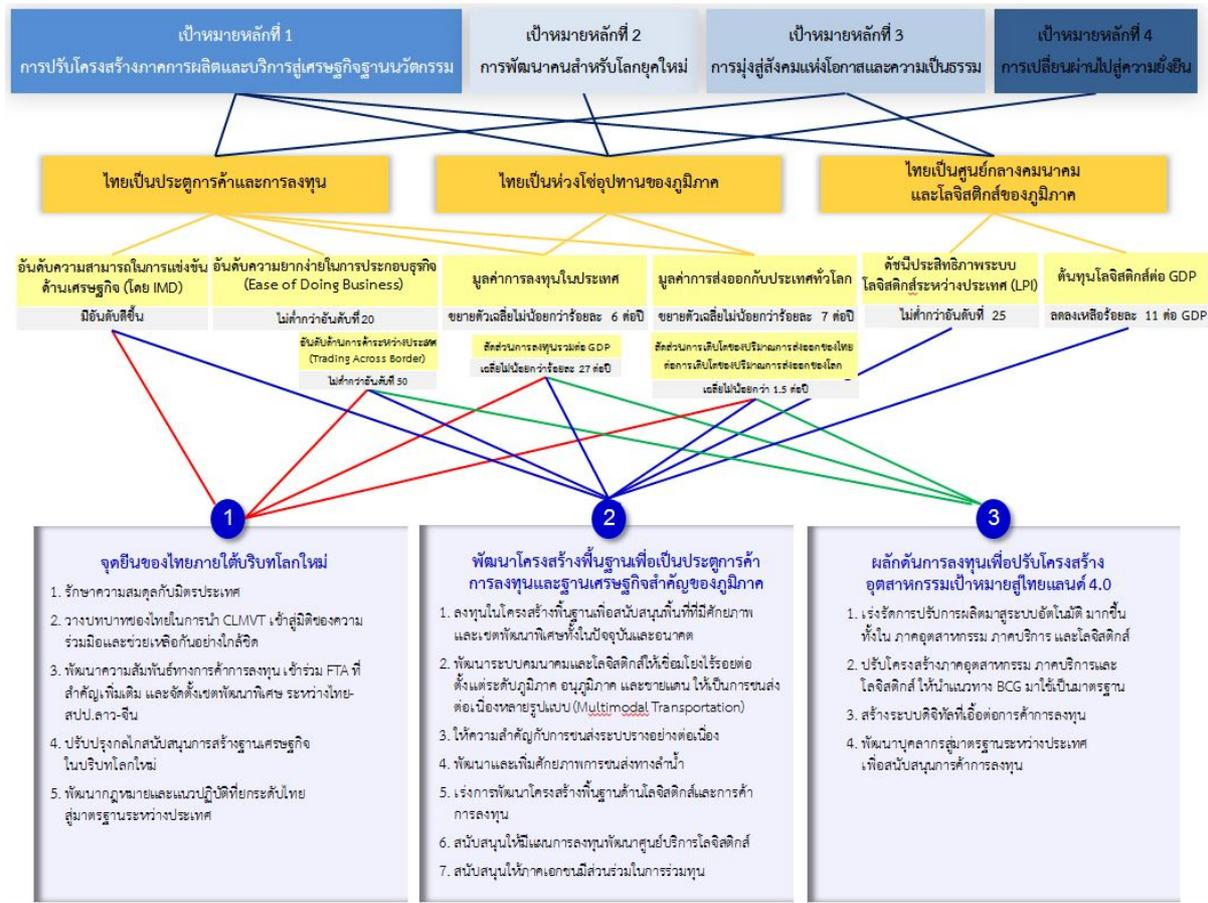 เป้าหมายหลักที่ 1
การปรับโครงสร้างภาคการผลิตและบริการสู่เศรษฐกิจฐานนวัตกรรม
เป้าหมายหลักที่ 2
การพัฒนาคนสำหรับโลกยุคใหม่
เป้าหมายหลักที่ 3
การมุ่งสู่สังคมแห่งโอกาสและความเป็นธรรม
เป้าหมายหลักที่ 4
การเปลี่ยนผ่านไปสู่ความยั่งยืน
ไทยเป็นประตูการค้าและการลงทุน
ไทยเป็นห่วงโซ่อุปทานของภูมิภาค
ไทยเป็นศูนย์กลางคมนาคม
และโลจิสติกส์ของภูมิภาค
อันดับความสามารถในการแข่งขัน
ด้านเศรษฐกิจ (โดย IMD)
มีอันดับดีขึ้น
อันดับความยากง่ายในการประกอบธุรกิจ
(Ease of Doing Business)
ไม่ต่ำกว่าอันดับที่ 20
อันดับด้านการค้าระหว่างประเทศ
(Trading Across Border)
ไม่ต่ำกว่าอันดับที่ 50
มูลค่าการลงทุนในประเทศ
ขยายตัวเฉลี่ยไม่น้อยกว่าร้อยละ 6 ต่อปี
สัดส่วนการลงทุนรวมต่อ GDP
เฉลี่ยไม่น้อยกว่าร้อยละ 27 ต่อปี
มูลค่าการส่งออกกับประเทศทั่วโลก
ขยายตัวเฉลี่ยไม่น้อยกว่าร้อยละ 7 ต่อปี
สัดส่วนการเติบโตของปริมาณการส่งออกของไทย
ต่อการเติบโตของปริมาณการส่งออกของโลก
เฉลี่ยไม่น้อยกว่า 1.5 ต่อปี
ดัชนีประสิทธิภาพระบบ
โลจิสติกส์ระหว่างประเทศ (LPI)
ไม่ต่ำกว่าอันดับที่ 25
ต้นทุนโลจิสติกส์ต่อ GDP
ลดลงเหลือร้อยละ 11 ต่อ GDP
1
จุดยืนของไทยภายใต้บริบทโลกใหม่
1. รักษาความสมดุลกับมิตรประเทศ
2. วางบทบาทของไทยในการนำ CLMVT เข้าสู่มิติของความ
ร่วมมือและช่วยเหลือกันอย่างใกล้ชิด
3. พัฒนาความสัมพันธ์ทางการค้าการลงทุน เข้าร่วม FTA ที่
สำคัญเพิ่มเติม และจัดตั้งเขตพัฒนาพิเศษ ระหว่างไทย-
สปป.ลาว-จีน
4. ปรับปรุงกลไกสนับสนุนการสร้างฐานเศรษฐกิจ
ในบริบทโลกใหม่
5. พัฒนากฎหมายและแนวปฏิบัติที่ยกระดับไทย
สู่มาตรฐานระหว่างประเทศ
2
พัฒนาโครงสร้างพื้นฐานเพื่อเป็นประตูการค้า
การลงทุนและฐานเศรษฐกิจสำคัญของภูมิภาค
1. ลงทุนในโครงสร้างพื้นฐานเพื่อสนับสนุนพื้นที่ที่มีศักยภาพ
และเขตพัฒนาพิเศษทั้งในปัจจุบันและอนาคต
2. พัฒนาระบบคมนาคมและโลจิสติกส์ให้เชื่อมโยงไร้รอยต่อ
ตั้งแต่ระดับภูมิภาค อนุภูมิภาค และชายแดน ให้เป็นการขนส่ง
ต่อเนื่องหลายรูปแบบ (Multimodal Transportation)
3. ให้ความสำคัญกับการขนส่งระบบรางอย่างต่อเนื่อง
4. พัฒนาและเพิ่มศักยภาพการขนส่งทางลำน้ำ
5. เร่งการพัฒนาโครงสร้างพื้นฐานด้านโลจิสติกส์และการค้า
การลงทุน
6. สนับสนุนให้มีแผนการลงทุนพัฒนาศูนย์บริการโลจิสติกส์
7. สนับสนุนให้ภาคเอกชนมีส่วนร่วมในการร่วมทุน
3
ผลักดันการลงทุนเพื่อปรับโครงสร้าง
อุตสาหกรรมเป้าหมายสู่ไทยแลนด์ 4.0
1. เร่งรัดการปรับการผลิตมาสู่ระบบอัตโนมัติ มากขึ้น
ทั้งใน ภาคอุตสาหกรรม ภาคบริการ และโลจิสติกส์
2. ปรับโครงสร้างภาคอุตสาหกรรม ภาคบริการและ
โลจิสติกส์ ให้นำแนวทาง BCG มาใช้เป็นมาตรฐาน
3. สร้างระบบดิจิทัลที่เอื้อต่อการค้าการลงทุน
4. พัฒนาบุคลากรสู่มาตรฐานระหว่างประเทศ
เพื่อสนับสนุนการค้าการลงทุน